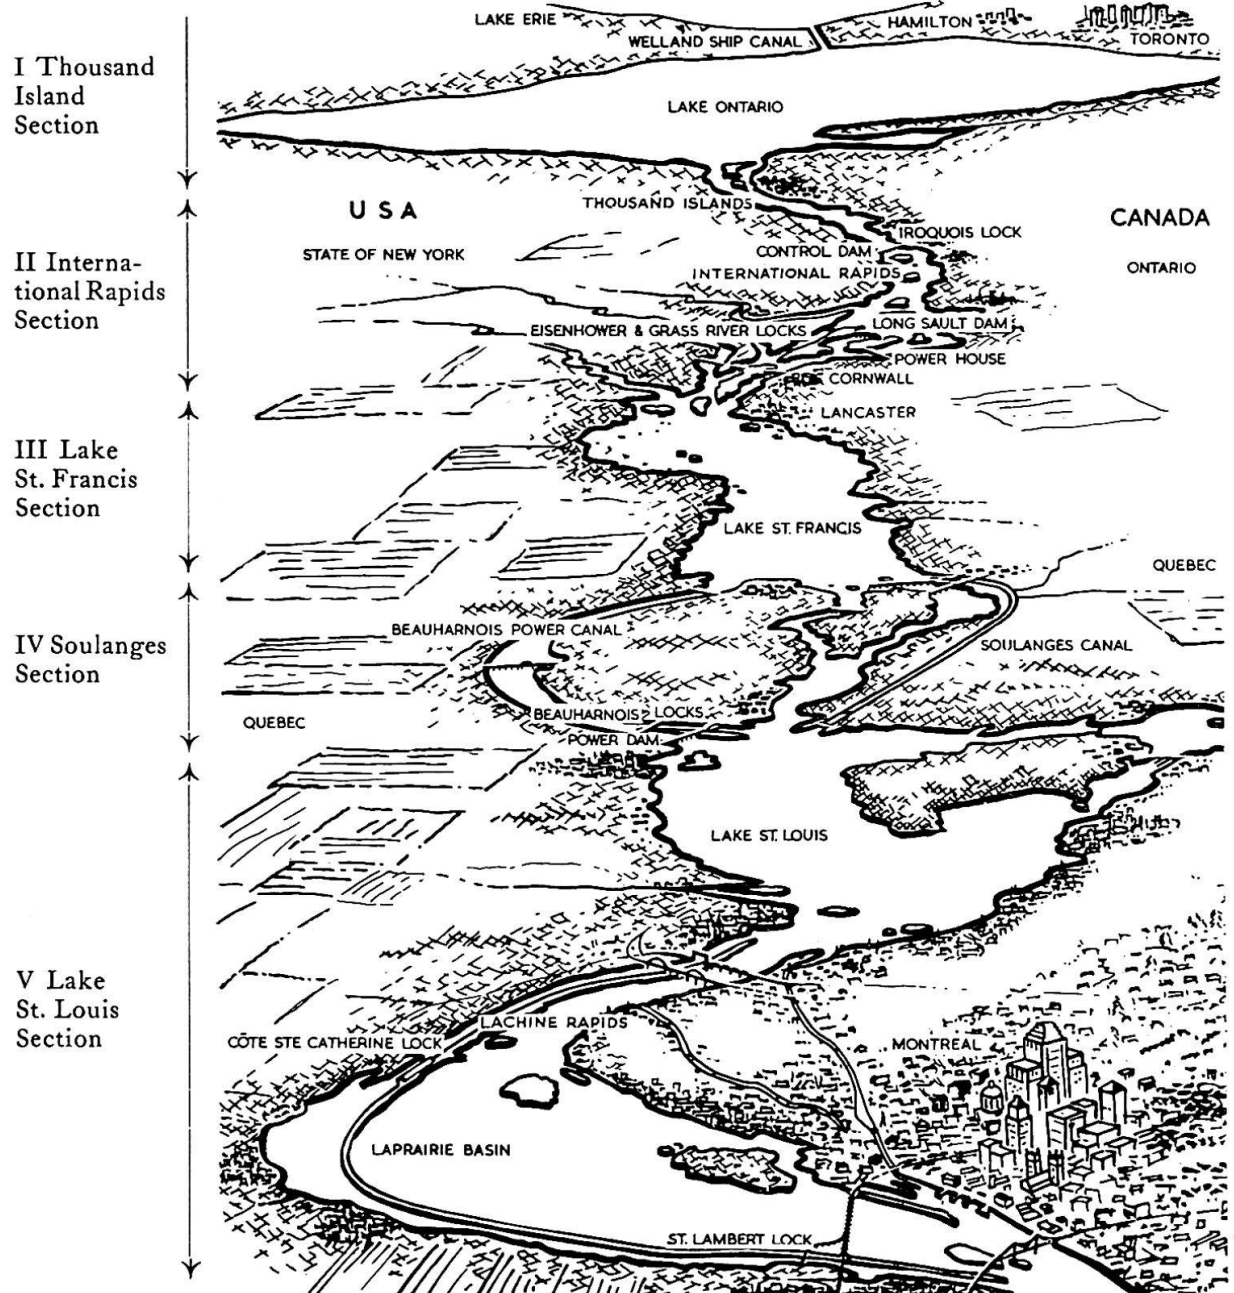 LAKE ERIE
HAMILTON
WELLAND SHIP CANAL
TORONTO
I Thousand
Island
Section
LAKE ONTARIO
THOUSAND ISLANDS
USA
CANADA
IROQUOIS LOCK
CONTROL DAM
STATE OF NEW YORK
INTERNATIONAL RAPIDS
ONTARIO
II Interna-
tional Rapids
Section
EISENHOWER & GRASS RIVER LOCKS
LONG SAULT DAM
POWER HOUSE
CORNWALL
LANCASTER
III Lake
St. Francis
Section
LAKE ST. FRANCIS
QUEBEC
BEAUHARNOIS POWER CANAL
SOULANGES CANAL
IV Soulanges
Section
QUEBEC
BEAUHARNOIS LOCKS
POWER DAM
LAKE ST. LOUIS
V Lake
St. Louis
Section
LACHINE RAPIDS
CÔTE STE CATHERINE LOCK
MONTREAL
LAPRAIRIE BASIN
ST. LAMBERT LOCK